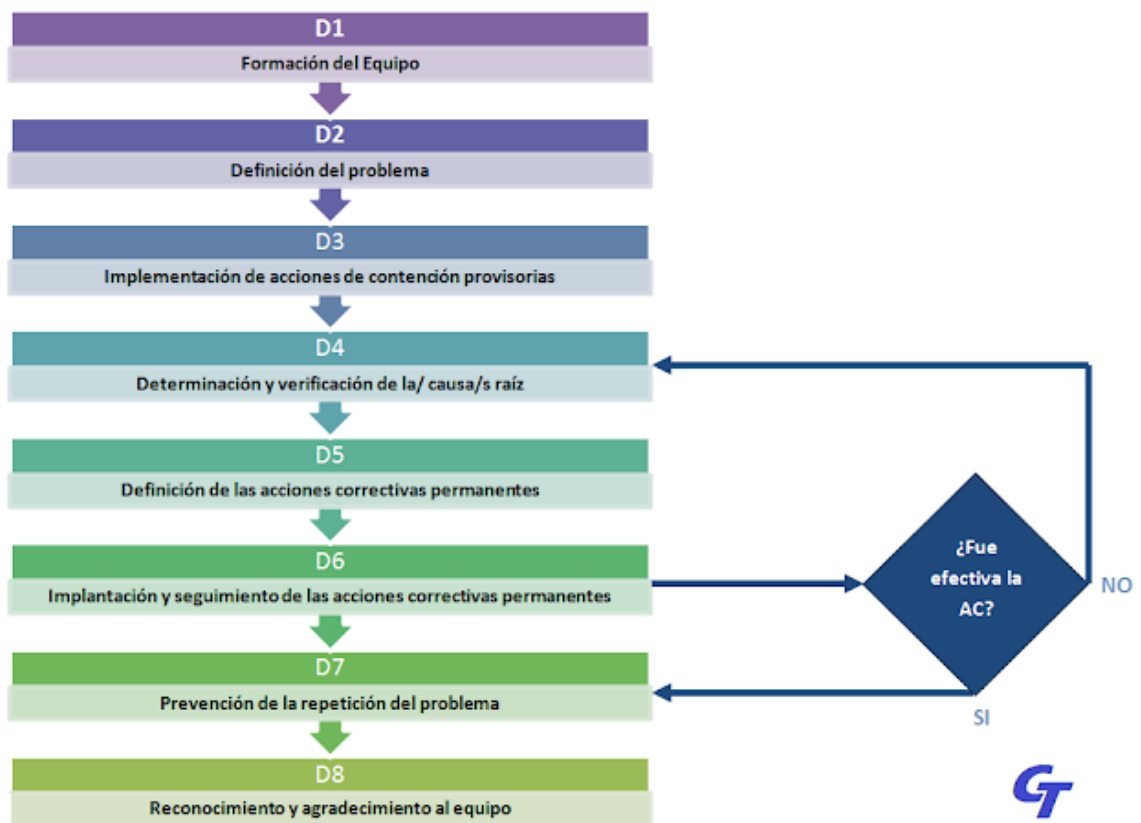 D1
Formación del Equipo
D2
Definición del problema
D3
Implementación de acciones de contención provisorias
D4
Determinación y verificación de la/ causa/s raíz
D5
Definición de las acciones correctivas permanentes
D6
Implantación y seguimiento de las acciones correctivas permanentes
¿Fue
efectiva la
AC?
NO
D7
Prevención de la repetición del problema
SI
D8
Reconocimiento y agradecimiento al equipo
CT